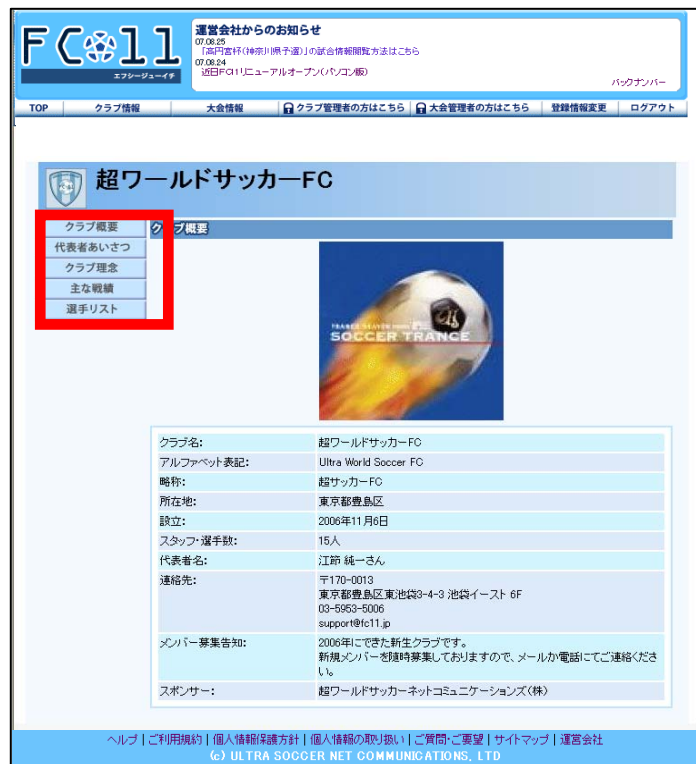 FC11
エフシージューイチ
運営会社からのお知らせ
07.08.25
「高円宮杯(神奈川県予選)」の試合情報閲覧方法はこちら
07.08.24
近日FC11リニューアルオープン(パソコン版)
バックナンバー
TOP クラブ情報 大会情報 クラブ管理者の方はこちら 大会管理者の方はこちら 登録情報変更 ログアウト
超ワールドサッカーFC
クラブ概要
代表者あいさつ
クラブ理念
主な戦績
選手リスト
クラブ概要
SOCCER TRANCE
クラブ名: 超ワールドサッカーFC
アルファベット表記: Ultra World Soccer FC
略称: 超サッカーFC
所在地: 東京都豊島区
設立: 2006年11月6日
スタッフ・選手数: 15人
代表者名: 江節 純一さん
連絡先: 〒170-0013
東京都豊島区東池袋3-4-3 池袋イースト 6F
03-5953-5006
support@fc11.jp
メンバー募集告知: 2006年にできた新生クラブです。
新規メンバーを随時募集しておりますので、メールか電話にてご連絡くださ
い。
スポンサー: 超ワールドサッカーネットコミュニケーションズ(株)
ヘルプ | ご利用規約 | 個人情報保護方針 | 個人情報の取り扱い | ご質問・ご要望 | サイトマップ | 運営会社
(c) ULTRA SOCCER NET COMMUNICATIONS, LTD